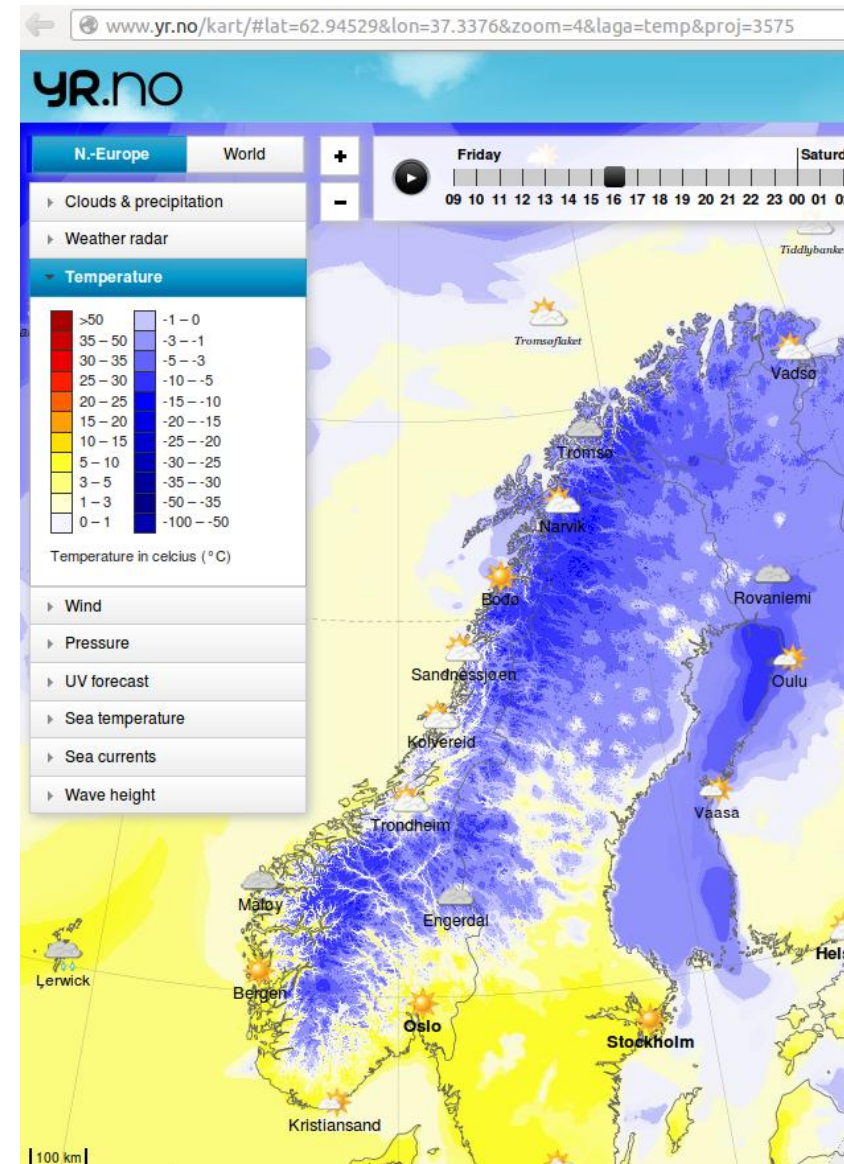 www.yr.no/kart/#lat=62.94529&lon=37.3376&zoom=4&laga=temp&proj=3575
YR.NO
N.-Europe World + Friday Saturd
09 10 11 12 13 14 15 16 17 18 19 20 21 22 23 00 01
Clouds & precipitation −
Weather radar
Temperature
>50 -1 – 0
35 – 50 -3 – -1
30 – 35 -5 – -3
25 – 30 -10 – -5
20 – 25 -15 – -10
15 – 20 -20 – -15
10 – 15 -25 – -20
5 – 10 -30 – -25
3 – 5 -35 – -30
1 – 3 -50 – -35
0 – 1 -100 – -50
Temperature in celcius (°C)
Wind
Pressure
UV forecast
Sea temperature
Sea currents
Wave height
Tiddlybanke
Tromsøflaket
Vadsø
Tromsø
Narvik
Bodø
Rovaniemi
Sandnessjøen
Oulu
Kolvereid
Vaasa
Trondheim
Måløy
Engerdal
Hels
Lerwick
Bergen
Oslo
Stockholm
Kristiansand
100 km